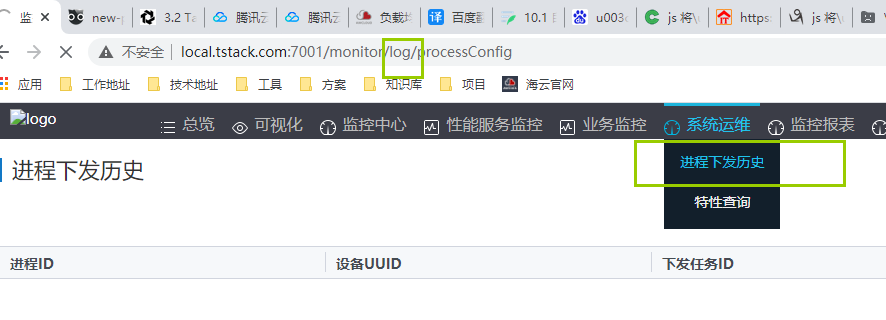 监 new-p 3.2 Ta 腾讯云 腾讯云 负载均 译 百度翻 10.1 E u003c js 将\ https: js 将\
不安全 local.tstack.com:7001/monitor/log/processConfig
应用 工作地址 技术地址 工具 方案 知识库 项目 海云官网
logo 总览 可视化 监控中心 性能服务监控 业务监控 系统运维 监控报表
进程下发历史
进程下发历史
特性查询
进程ID 设备UUID 下发任务ID